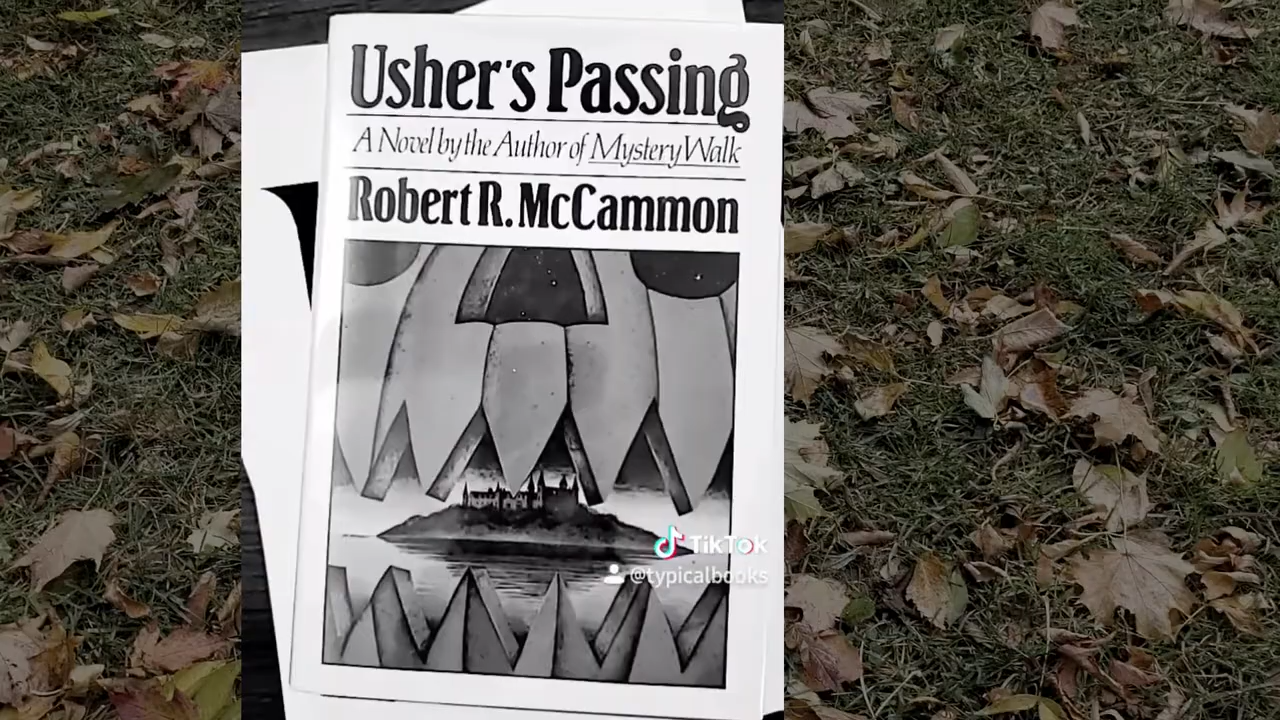 Usher's Passing
A Novel by the Author of Mystery Walk
Robert R. McCammon
TikTok
@typicalbooks